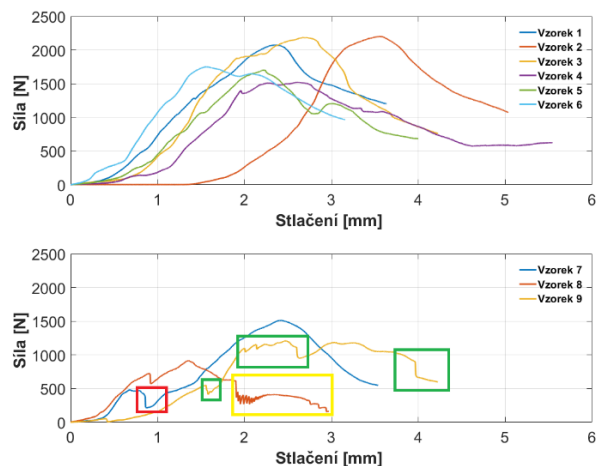 2500
2000
1500
1000
500
0
Síla [N]
Vzorek 1
Vzorek 2
Vzorek 3
Vzorek 4
Vzorek 5
Vzorek 6
0 1 2 3 4 5 6
Stlačení [mm]
2500
2000
1500
1000
500
0
Síla [N]
Vzorek 7
Vzorek 8
Vzorek 9
0 1 2 3 4 5 6
Stlačení [mm]